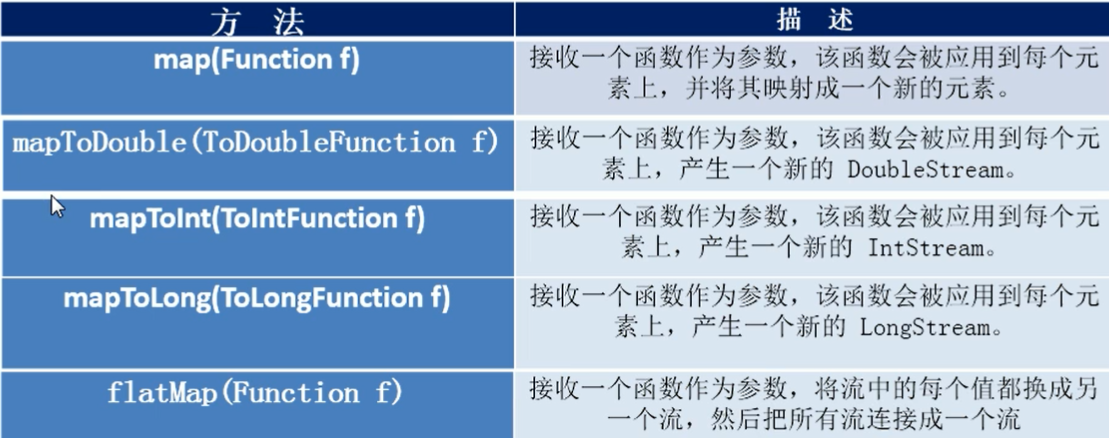 方 法
描 述
map(Function f)
接收一个函数作为参数，该函数会被应用到每个元
素上，并将其映射成一个新的元素。
mapToDouble(ToDoubleFunction f)
接收一个函数作为参数，该函数会被应用到每个元
素上，产生一个新的 DoubleStream。
mapToInt(ToIntFunction f)
接收一个函数作为参数，该函数会被应用到每个元
素上，产生一个新的 IntStream。
mapToLong(ToLongFunction f)
接收一个函数作为参数，该函数会被应用到每个元
素上，产生一个新的 LongStream。
flatMap(Function f)
接收一个函数作为参数，将流中的每个值都换成另
一个流，然后把所有流连接成一个流